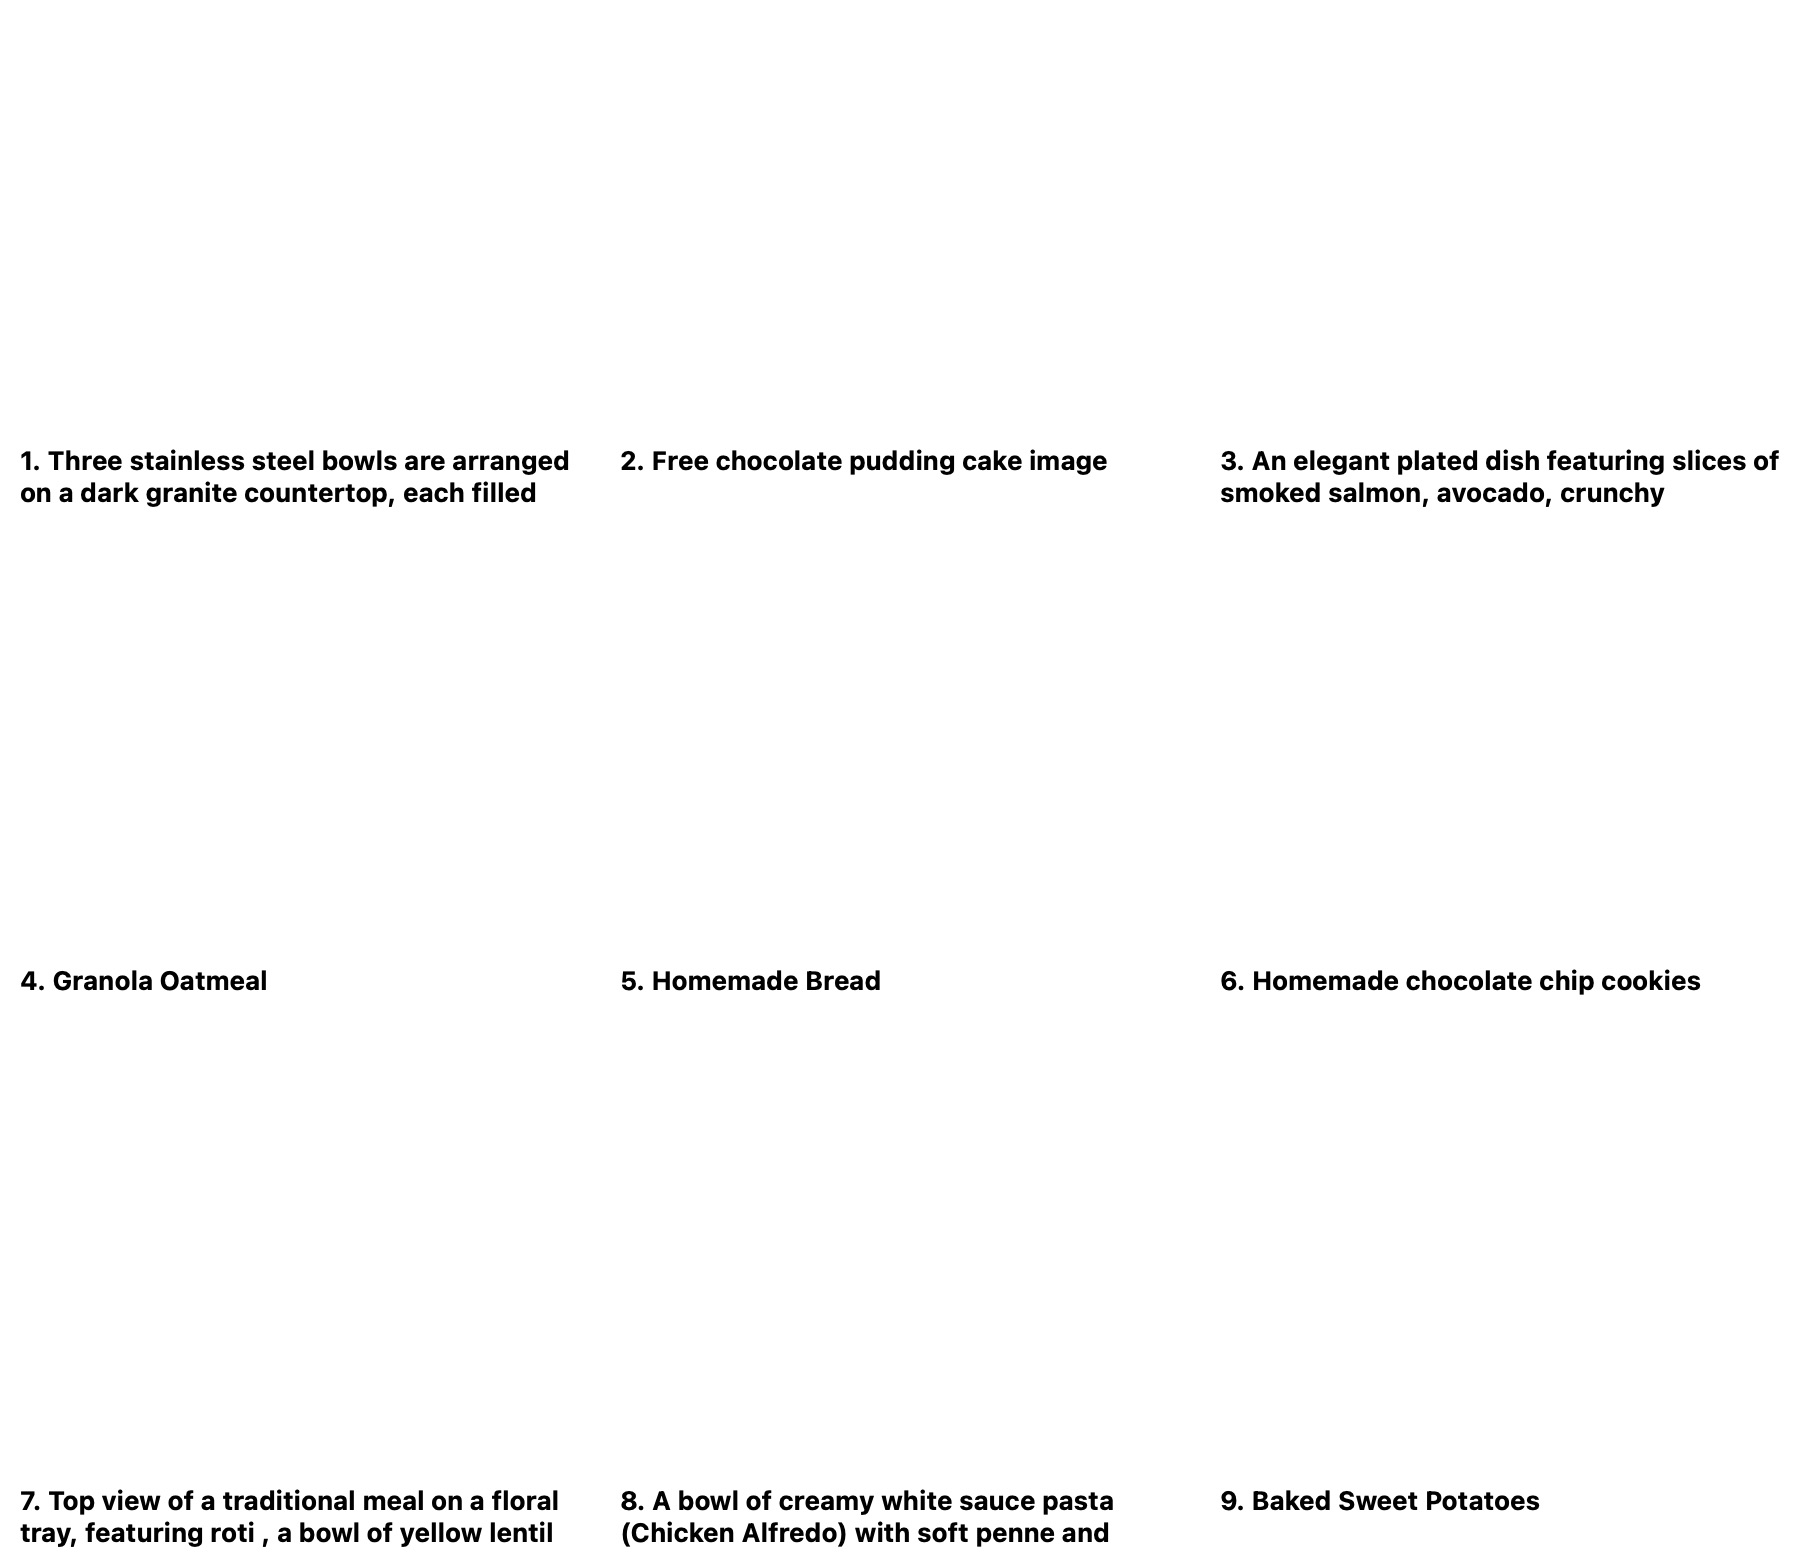 1. Three stainless steel bowls are arranged
on a dark granite countertop, each filled
2. Free chocolate pudding cake image
3. An elegant plated dish featuring slices of
smoked salmon, avocado, crunchy
4. Granola Oatmeal
5. Homemade Bread
6. Homemade chocolate chip cookies
7. Top view of a traditional meal on a floral
tray, featuring roti , a bowl of yellow lentil
8. A bowl of creamy white sauce pasta
(Chicken Alfredo) with soft penne and
9. Baked Sweet Potatoes